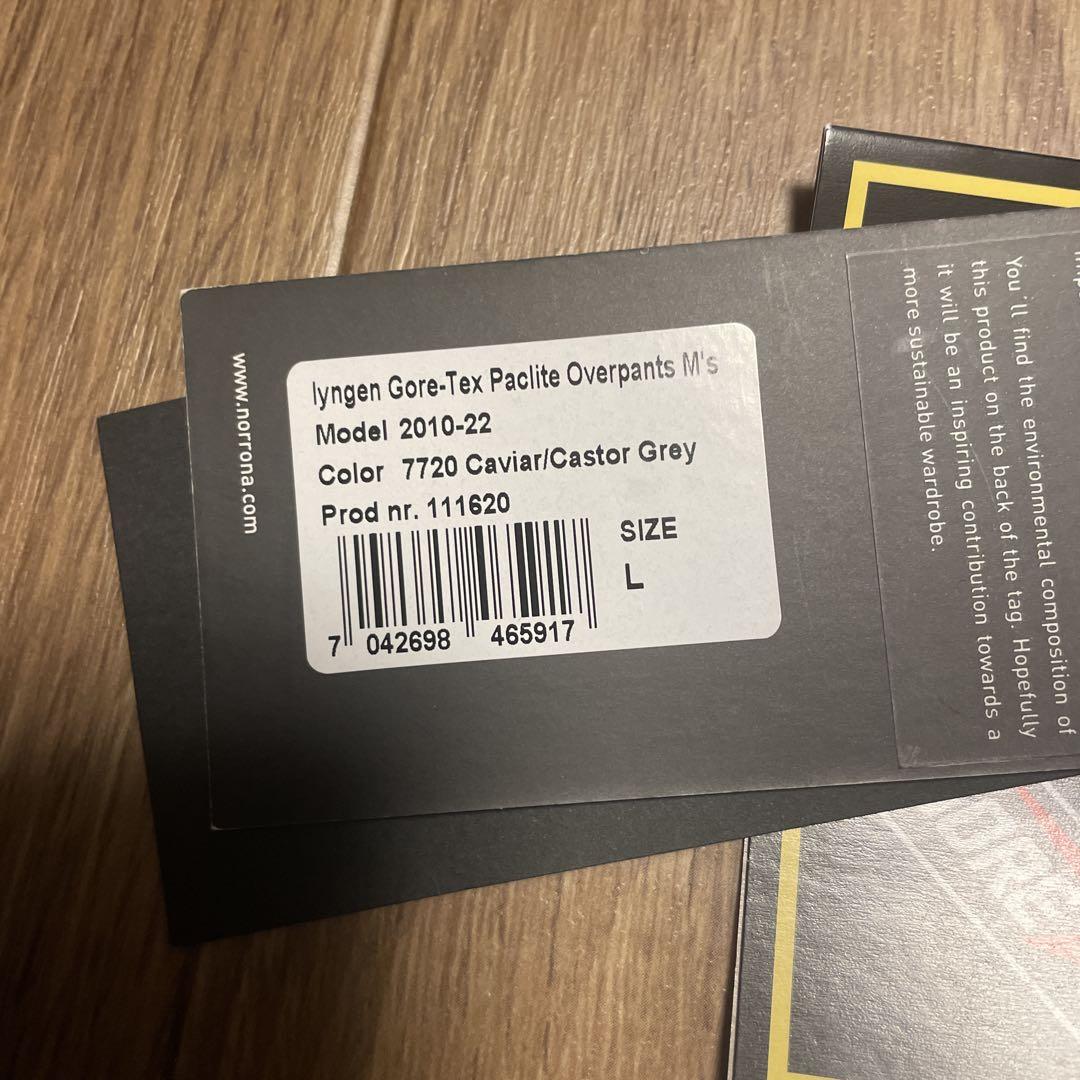 www.norrona.com
lyngen Gore-Tex Paclite Overpants M's
Model 2010-22
Color 7720 Caviar/Castor Grey
Prod nr. 111620
SIZE
L
7 042698 465917
You'll find the environmental composition of
this product on the back of the tag. Hopefully
it will be an inspiring contribution towards a
more sustainable wardrobe.